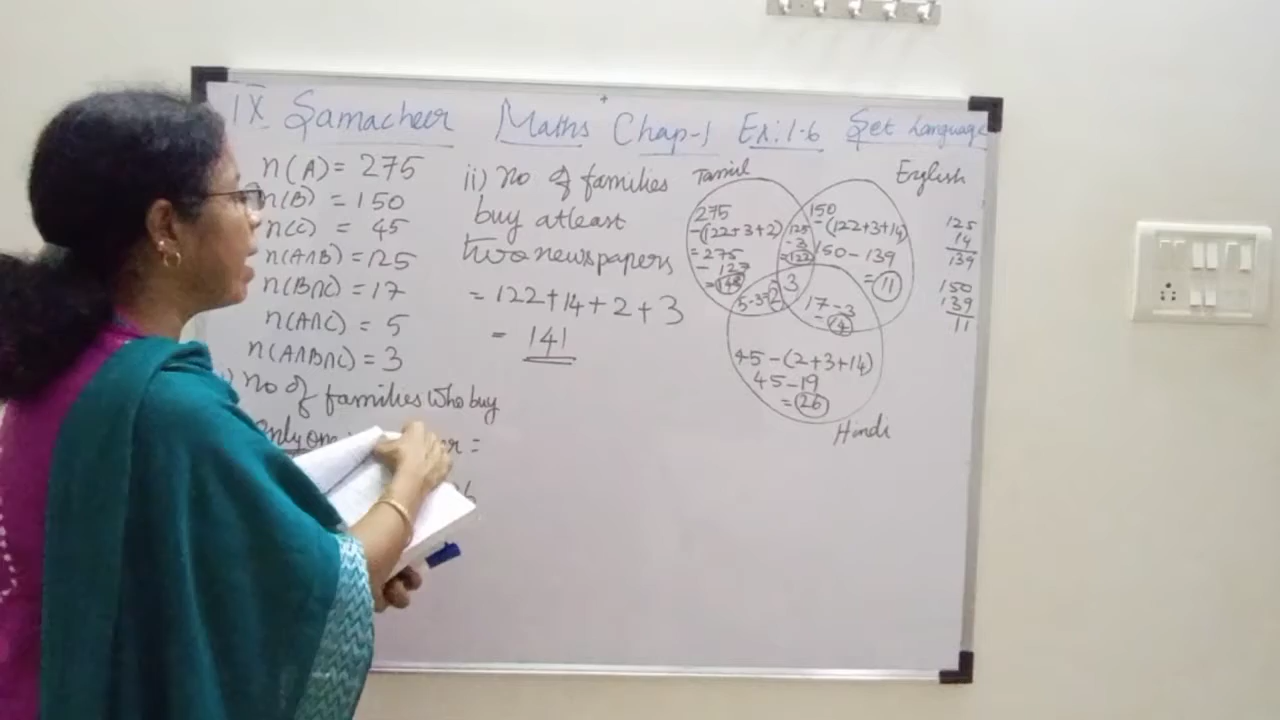 IX Samacheer Maths Chap-1 Ex:1.6 Set Language
n(A) = 275
n(B) = 150
n(C) = 45
n(A∩B) = 125
n(B∩C) = 17
n(A∩C) = 5
n(A∩B∩C) = 3
) No of families who buy
only =
ii) No of families
buy atleast
two newspapers
= 122+14+2+3
= 141
Tamil
275
-(122+3+2)
= 275
- 127
= 148
125
- 3
= 122
English
150
-(122+3+14)
150 - 139
= 11
3
5-3=2
17-3
45-(2+3+14)
45-19
= 26
Hindi
125
14
139
150
139
11